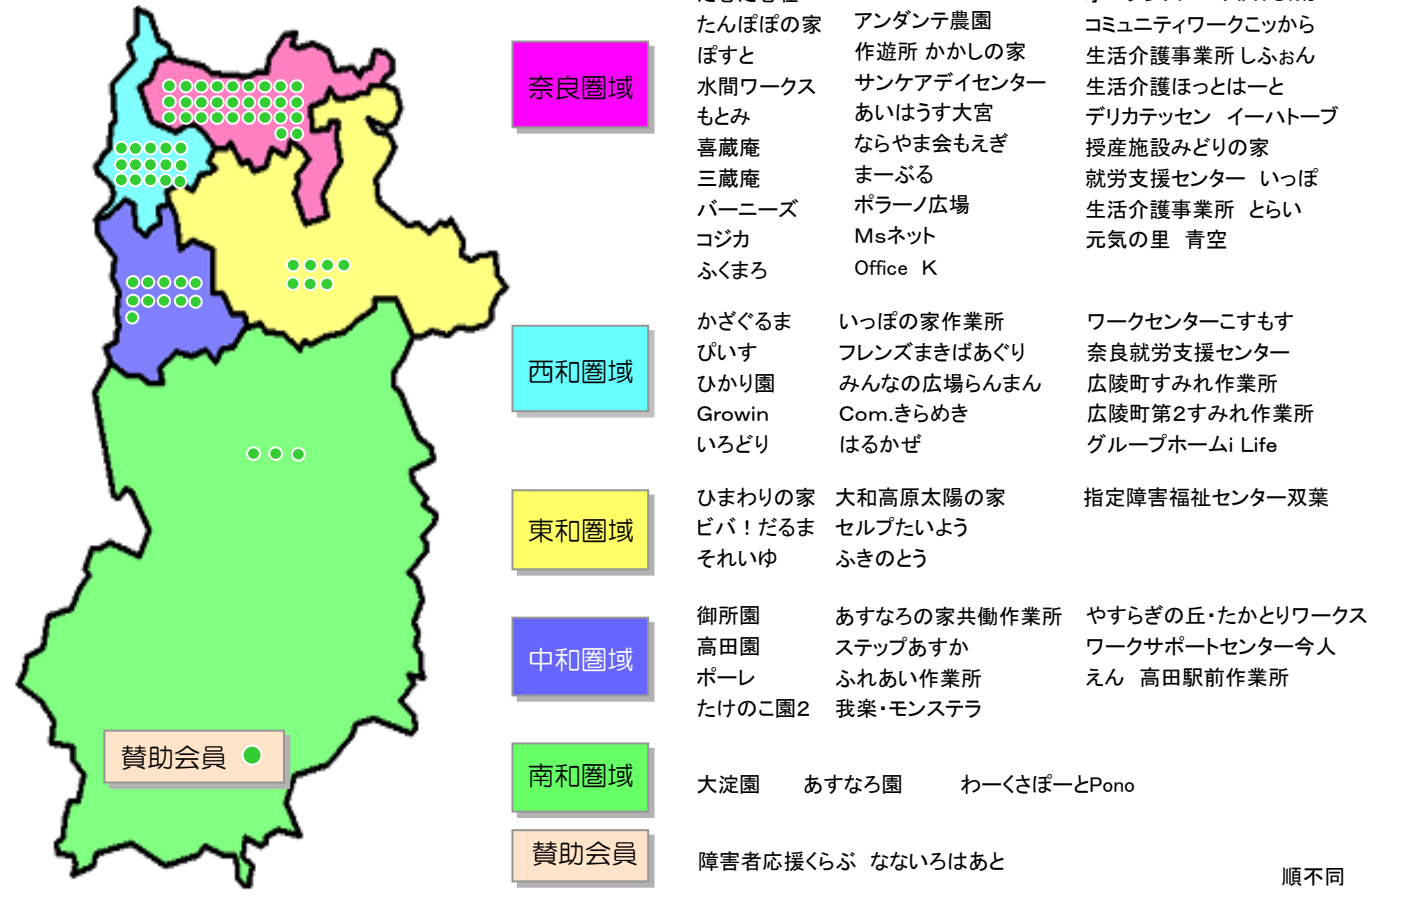 奈良圏域
たんぽぽの家 アンダンテ農園 コミュニティワークこッから
ぽすと 作遊所 かかしの家 生活介護事業所しふぉん
水間ワークス サンケアデイセンター 生活介護ほっとはーと
もとみ あいはうす大宮 デリカテッセン イーハトーブ
喜蔵庵 ならやま会もえぎ 授産施設みどりの家
三蔵庵 まーぶる 就労支援センター いっぽ
バーニーズ ポラーノ広場 生活介護事業所 とらい
コジカ Msネット 元気の里 青空
ふくまろ Office K
西和圏域
かざぐるま いっぽの家作業所 ワークセンターこすもす
ぴいす フレンズまきばあぐり 奈良就労支援センター
ひかり園 みんなの広場らんまん 広陵町すみれ作業所
Growin Com.きらめき 広陵町第2すみれ作業所
いろどり はるかぜ グループホームi Life
東和圏域
ひまわりの家 大和高原太陽の家 指定障害福祉センター双葉
ビバ！だるま セルプたいよう
それいゆ ふきのとう
中和圏域
御所園 あすなろの家共働作業所 やすらぎの丘・たかとりワークス
高田園 ステップあすか ワークサポートセンター今人
ポーレ ふれあい作業所 えん 高田駅前作業所
たけのこ園2 我楽・モンステラ
南和圏域
大淀園 あすなろ園 わーくさぽーとPono
賛助会員
賛助会員
障害者応援くらぶ なないろはあと
順不同